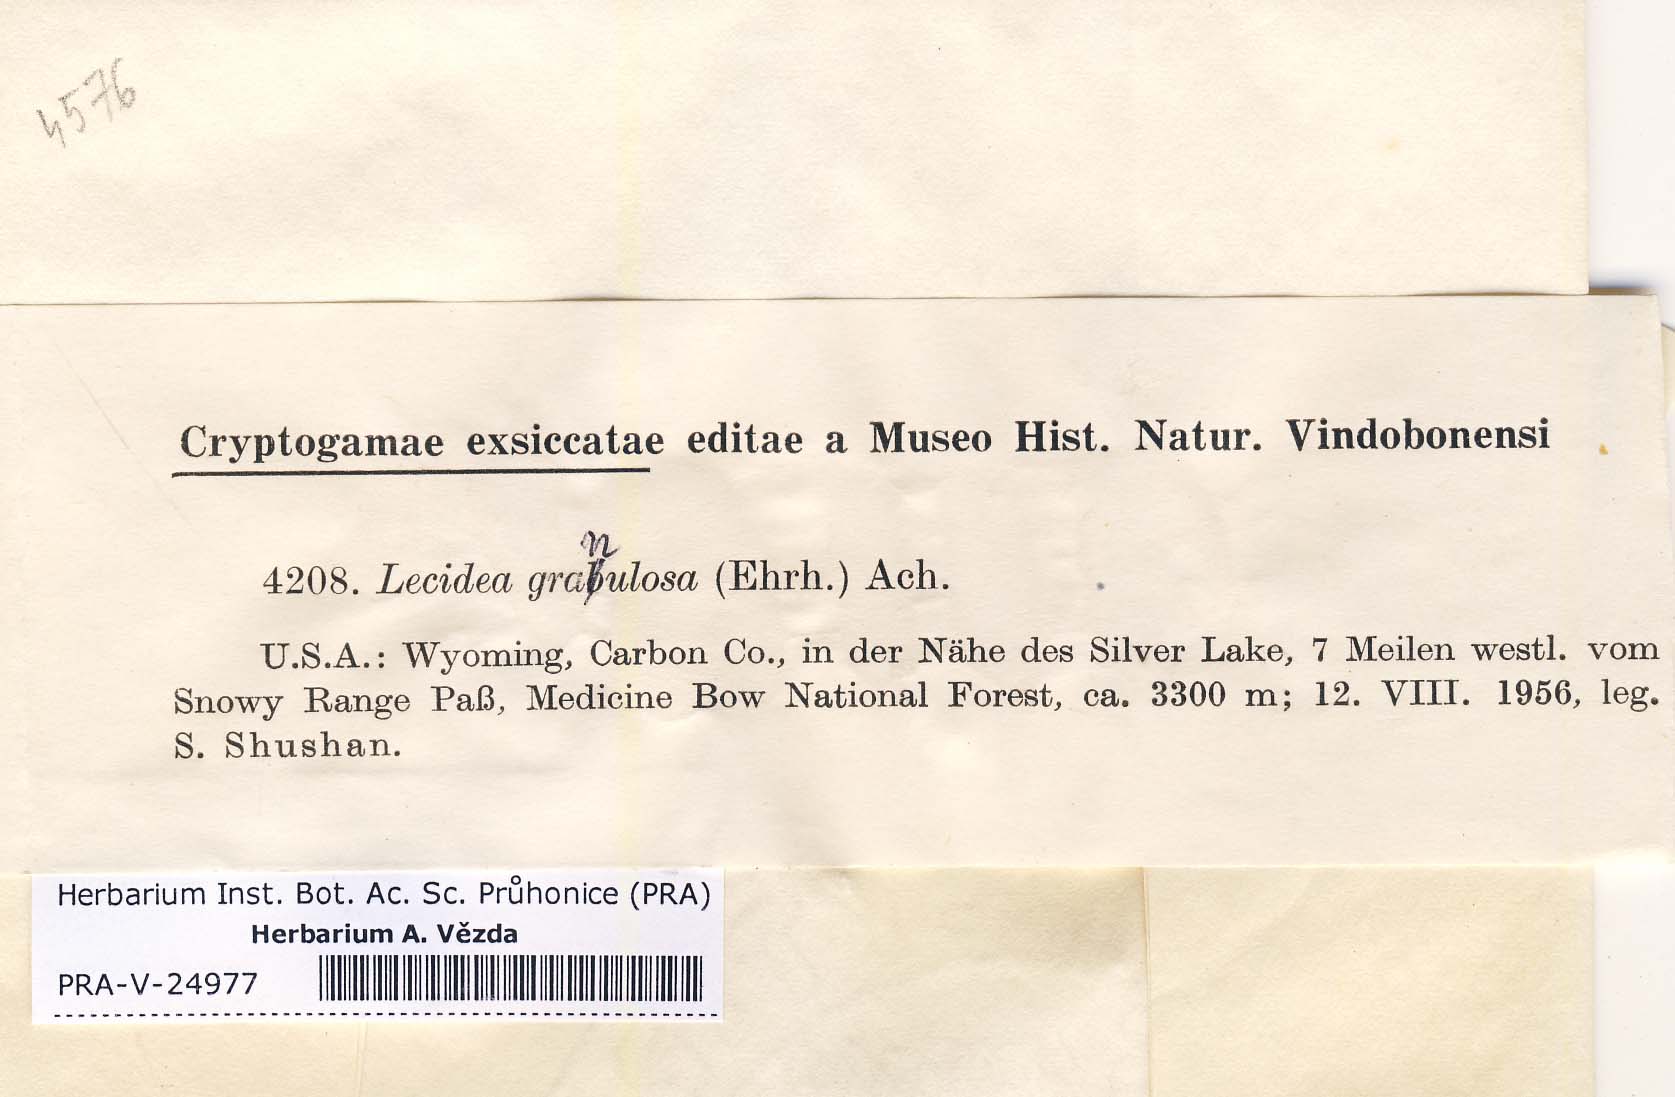 4576
Cryptogamae exsiccatae editae a Museo Hist. Natur. Vindobonensi
n
4208. Lecidea grabulosa (Ehrh.) Ach.
U.S.A.: Wyoming, Carbon Co., in der Nähe des Silver Lake, 7 Meilen westl. vom
Snowy Range Paß, Medicine Bow National Forest, ca. 3300 m; 12. VIII. 1956, leg.
S. Shushan.
Herbarium Inst. Bot. Ac. Sc. Průhonice (PRA)
Herbarium A. Vězda
PRA-V-24977